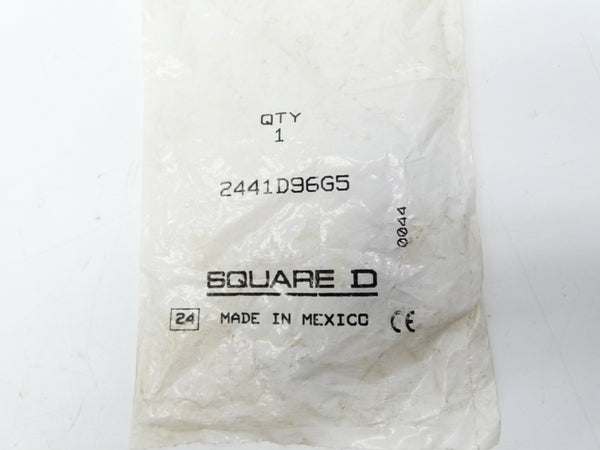 QTY
1
2441D96G5
0044
SQUARE D
24 MADE IN MEXICO CE